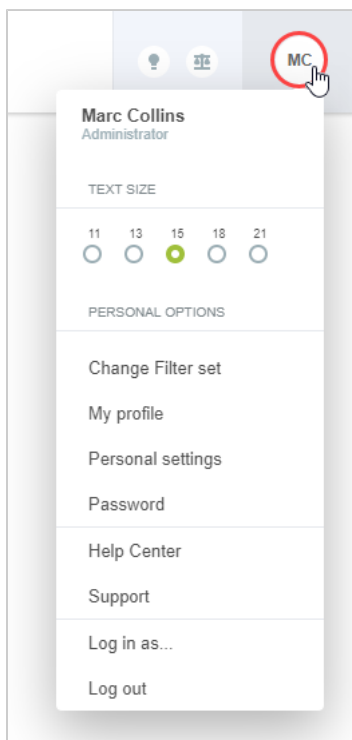 MC
Marc Collins
Administrator
TEXT SIZE
11 13 15 18 21
PERSONAL OPTIONS
Change Filter set
My profile
Personal settings
Password
Help Center
Support
Log in as...
Log out